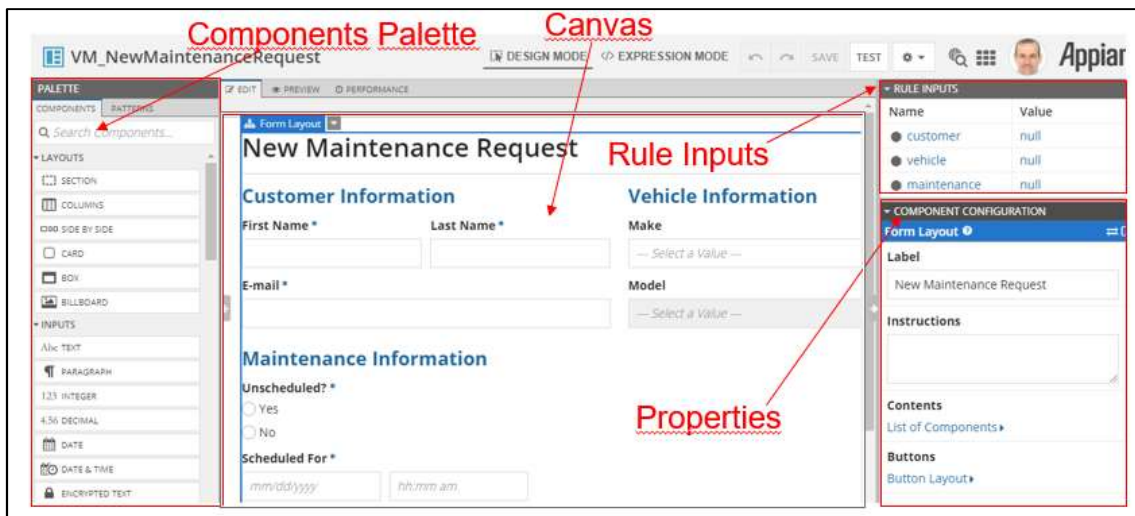 Components Palette
Canvas
VM_NewMaintenanceRequest
DESIGN MODE
</> EXPRESSION MODE
SAVE
TEST
Appian
PALETTE
COMPONENTS
PATTERNS
Search Components...
LAYOUTS
SECTION
COLUMNS
SIDE BY SIDE
CARD
BOX
BILLBOARD
INPUTS
Abc TEXT
PARAGRAPH
123 INTEGER
4.56 DECIMAL
DATE
DATE & TIME
ENCRYPTED TEXT
EDIT
PREVIEW
PERFORMANCE
Form Layout
New Maintenance Request
Customer Information
Vehicle Information
First Name *
Last Name *
Make
--- Select a Value ---
E-mail *
Model
--- Select a Value ---
Maintenance Information
Unscheduled? *
Yes
No
Scheduled For *
mm/dd/yyyy
hh:mm am
Rule Inputs
Properties
RULE INPUTS
Name Value
customer null
vehicle null
maintenance null
COMPONENT CONFIGURATION
Form Layout
Label
New Maintenance Request
Instructions
Contents
List of Components
Buttons
Button Layout